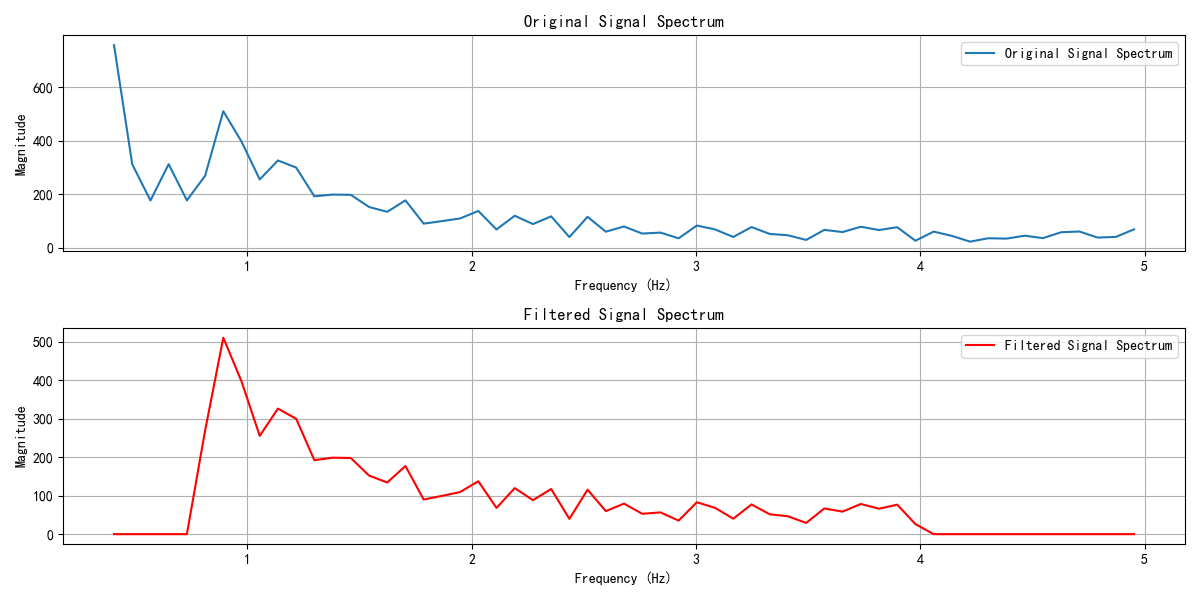 Original Signal Spectrum
Original Signal Spectrum
Magnitude
600
400
200
0
1
2
3
4
5
Frequency (Hz)
Filtered Signal Spectrum
Filtered Signal Spectrum
Magnitude
500
400
300
200
100
0
1
2
3
4
5
Frequency (Hz)